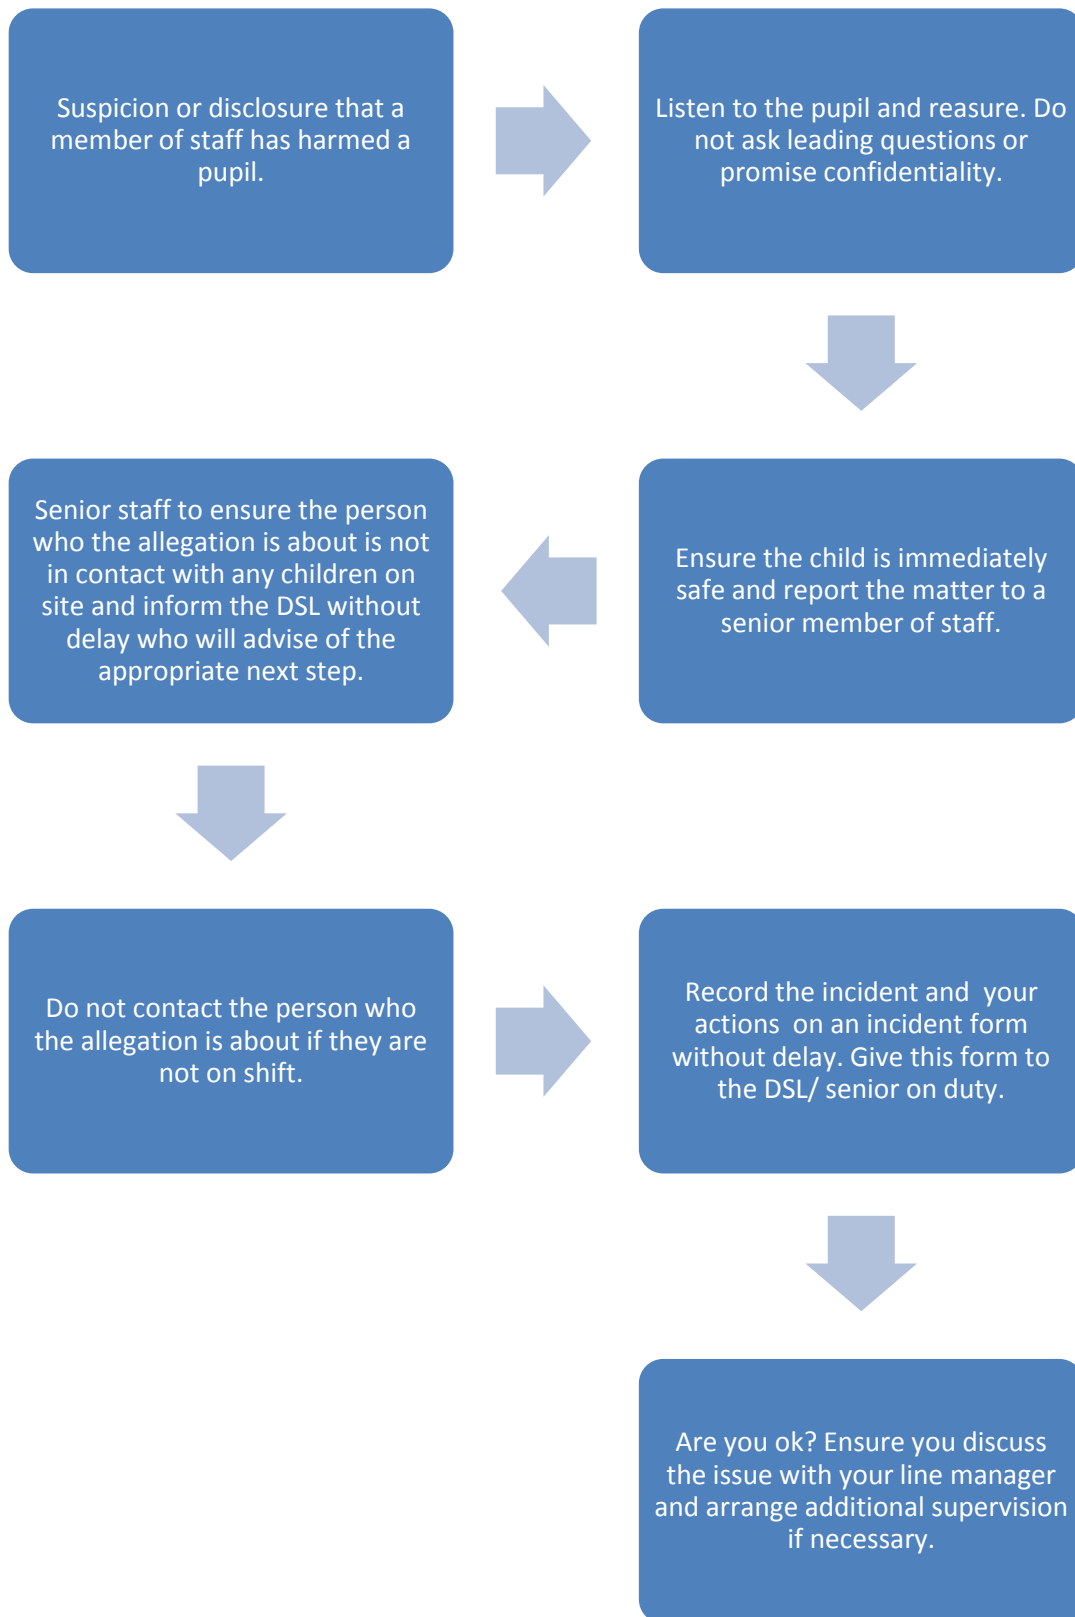 Suspicion or disclosure that a
member of staff has harmed a
pupil.
Listen to the pupil and reasure. Do
not ask leading questions or
promise confidentiality.
Ensure the child is immediately
safe and report the matter to a
senior member of staff.
Senior staff to ensure the person
who the allegation is about is not
in contact with any children on
site and inform the DSL without
delay who will advise of the
appropriate next step.
Do not contact the person who
the allegation is about if they are
not on shift.
Record the incident and  your
actions  on an incident form
without delay. Give this form to
the DSL/ senior on duty.
Are you ok? Ensure you discuss
the issue with your line manager
and arrange additional supervision
if necessary.